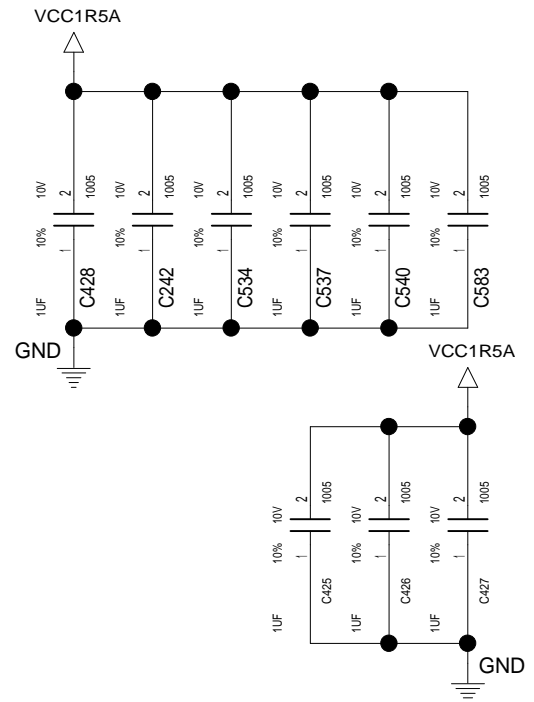 VCC1R5A
10V 2 1005
10% 1
1UF C428
10V 2 1005
10% 1
1UF C242
10V 2 1005
10% 1
1UF C534
10V 2 1005
10% 1
1UF C537
10V 2 1005
10% 1
1UF C540
10V 2 1005
10% 1
1UF C583
GND
VCC1R5A
10V 2 1005
10% 1
1UF C425
10V 2 1005
10% 1
1UF C426
10V 2 1005
10% 1
1UF C427
GND